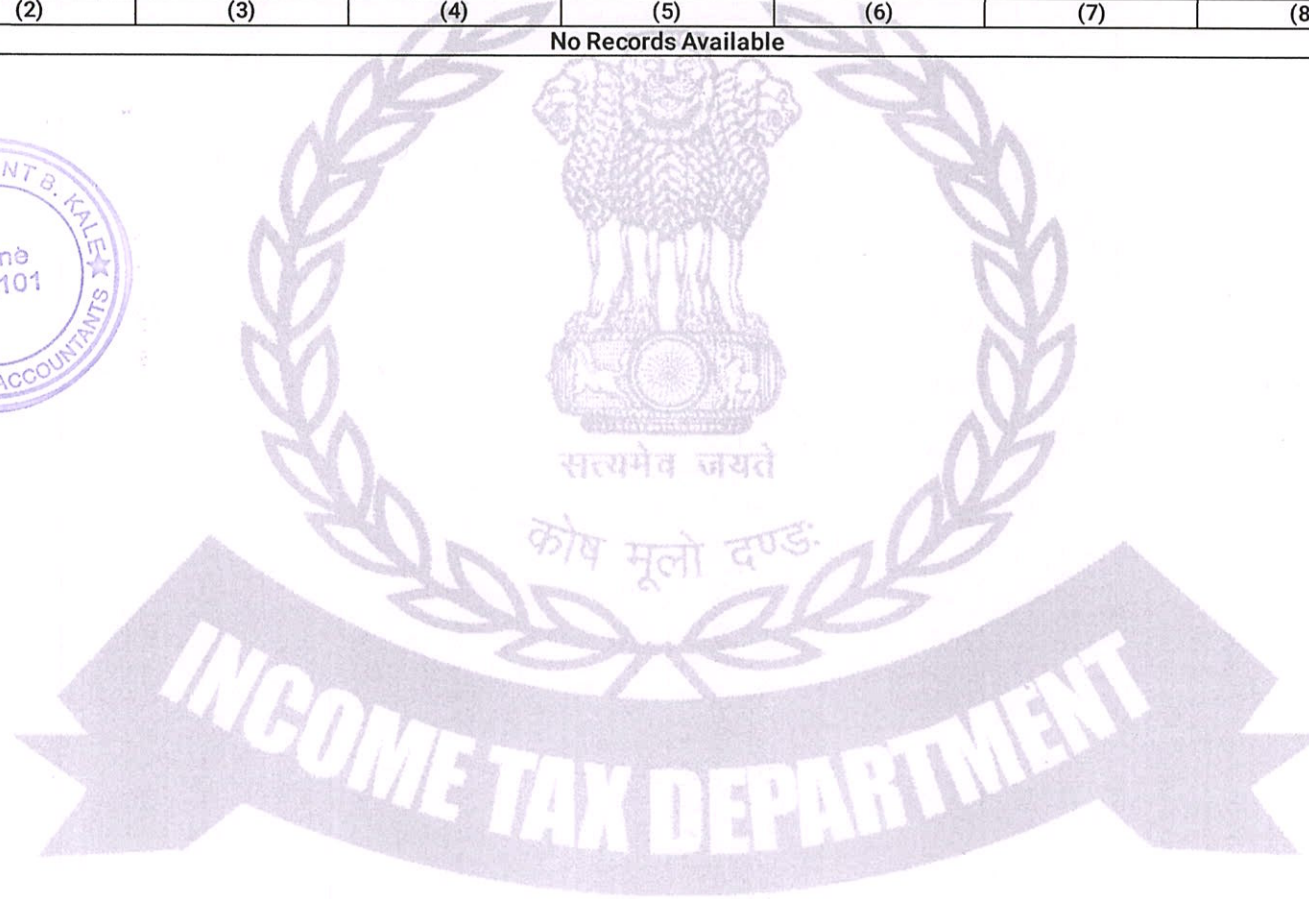 (2) (3) (4) (5) (6) (7) (8
No Records Available
NT B. KALE
ne
101
ACCOUNTANTS
सत्यमेव जयते
कोष मूलो दण्डः
INCOME TAX DEPARTMENT